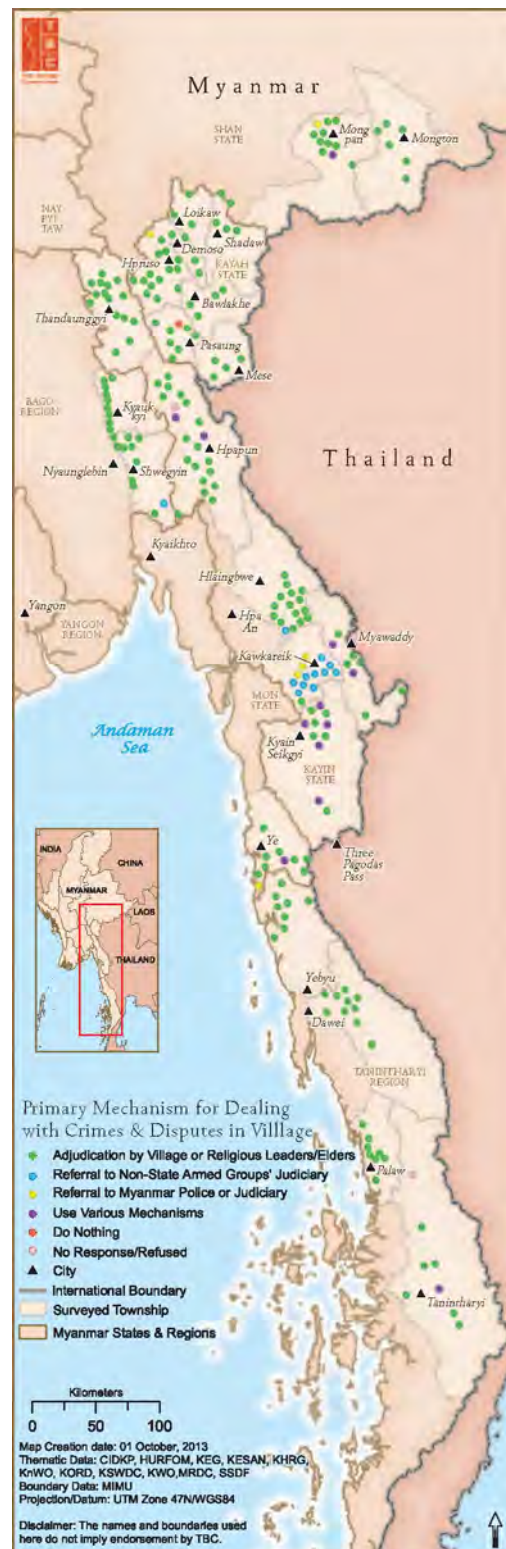 TBC
Myanmar
SHAN
STATE
Mong
pan
Mongton
NAY
PYI
TAW
Loikaw
Shadaw
Demoso
Hpruso
KAYAH
STATE
Bawlakhe
Thandaunggyi
Pasaung
Mese
BAGO
REGION
Kyauk
kyi
Hpapun
Thailand
Nyaunglebin
Shwegyin
Kyaikhto
Hlaingbwe
Yangon
Hpa
An
Myawaddy
YANGON
REGION
Kawkareik
MON
STATE
Andaman
Sea
Kyain
Seikgyi
KAYIN
STATE
Ye
Three
Pagodas
Pass
INDIA
CHINA
MYANMAR
LAOS
THAILAND
Yebyu
Dawei
TANINTHARYI
REGION
Primary Mechanism for Dealing
with Crimes & Disputes in Villlage
Adjudication by Village or Religious Leaders/Elders
Referral to Non-State Armed Groups' Judiciary
Referral to Myanmar Police or Judiciary
Use Various Mechanisms
Do Nothing
No Response/Refused
City
International Boundary
Surveyed Township
Myanmar States & Regions
Palaw
Tanintharyi
Kilometers
0 50 100
Map Creation date: 01 October, 2013
Thematic Data: CIDKP, HURFOM, KEG, KESAN, KHRG,
KnWO, KORD, KSWDC, KWO,MRDC, SSDF
Boundary Data: MIMU
Projection/Datum: UTM Zone 47N/WGS84
Disclaimer: The names and boundaries used
here do not imply endorsement by TBC.